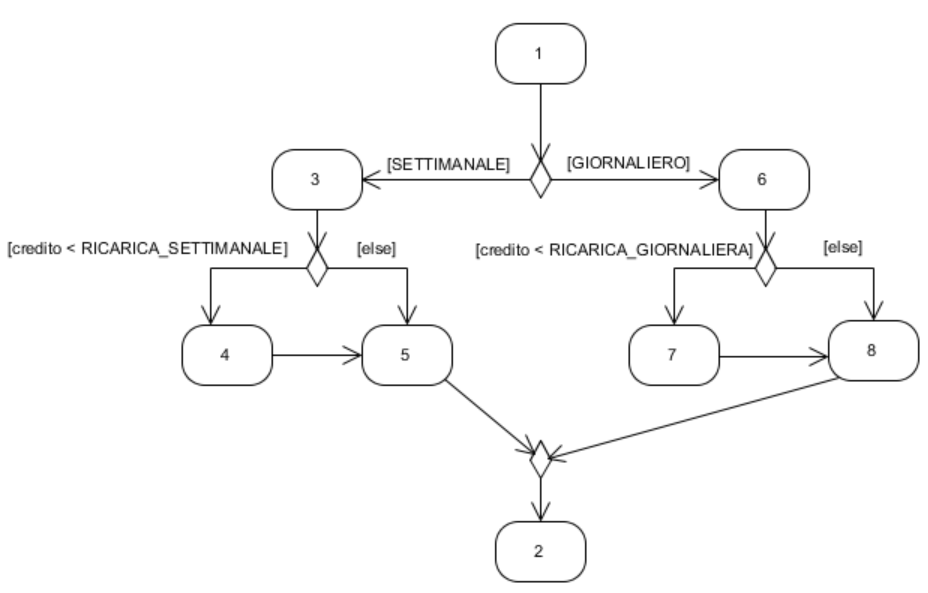 1
[SETTIMANALE]
[GIORNALIERO]
3
6
[credito < RICARICA_SETTIMANALE]
[else]
[credito < RICARICA_GIORNALIERA]
[else]
4
5
7
8
2